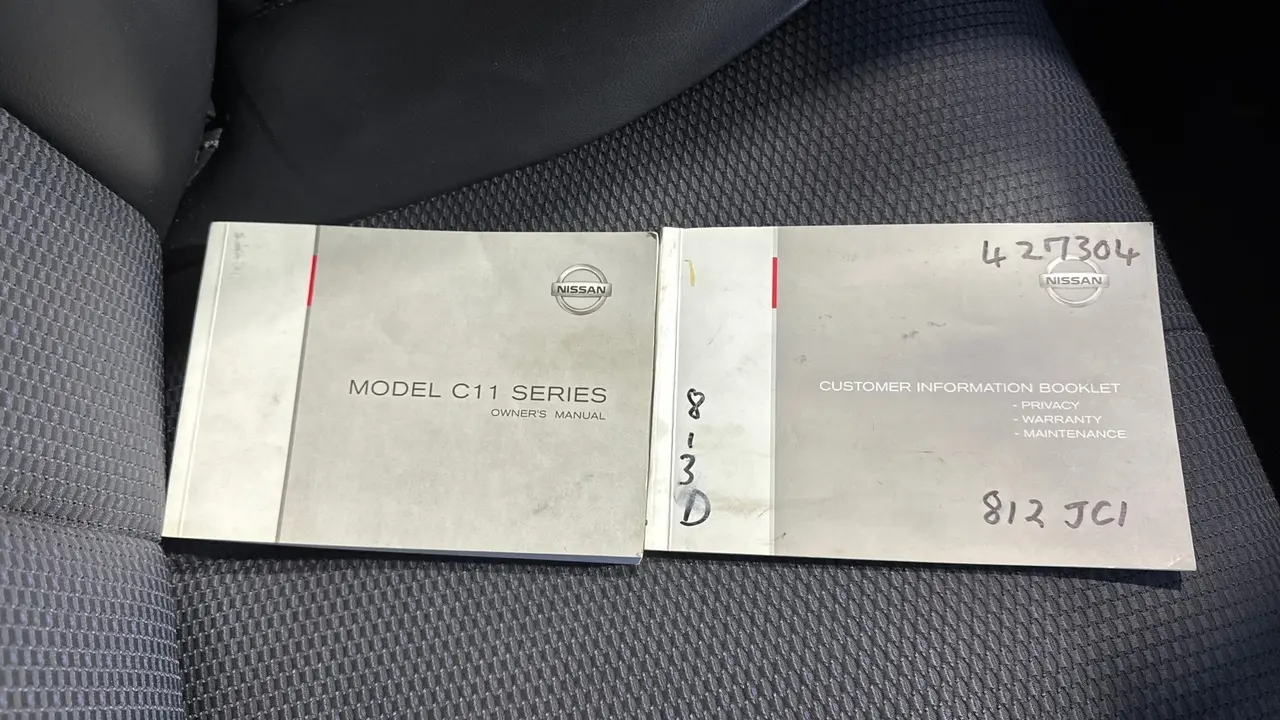 NISSAN
MODEL C11 SERIES
OWNER'S MANUAL
427304
NISSAN
CUSTOMER INFORMATION BOOKLET
- PRIVACY
- WARRANTY
- MAINTENANCE
8
1
3
D
812 JCI